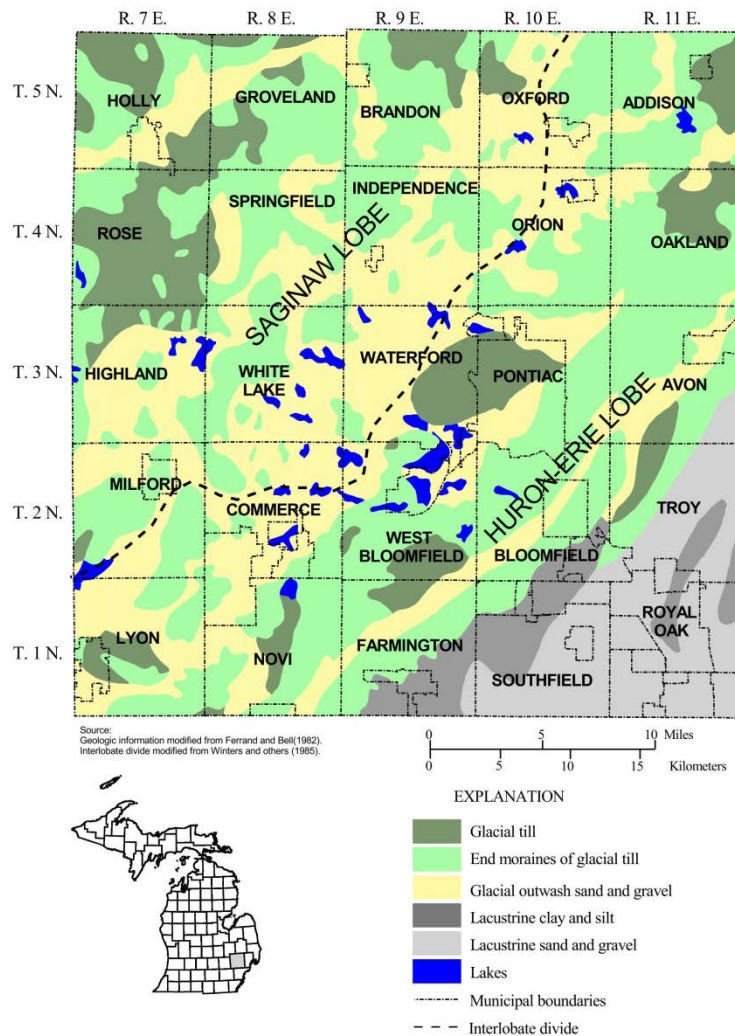 R. 7 E. R. 8 E. R. 9 E. R. 10 E. R. 11 E.
T. 5 N.
HOLLY GROVELAND BRANDON OXFORD ADDISON
T. 4 N.
ROSE SPRINGFIELD INDEPENDENCE ORION OAKLAND
SAGINAW LOBE
T. 3 N.
HIGHLAND WHITE LAKE WATERFORD PONTIAC AVON
HURON-ERIE LOBE
T. 2 N.
MILFORD COMMERCE WEST BLOOMFIELD BLOOMFIELD TROY
T. 1 N.
LYON NOVI FARMINGTON SOUTHFIELD ROYAL OAK
Source:
Geologic information modified from Ferrand and Bell(1982).
Interlobate divide modified from Winters and others (1985).
0 5 10 Miles
0 5 10 15 Kilometers
EXPLANATION
Glacial till
End moraines of glacial till
Glacial outwash sand and gravel
Lacustrine clay and silt
Lacustrine sand and gravel
Lakes
Municipal boundaries
Interlobate divide